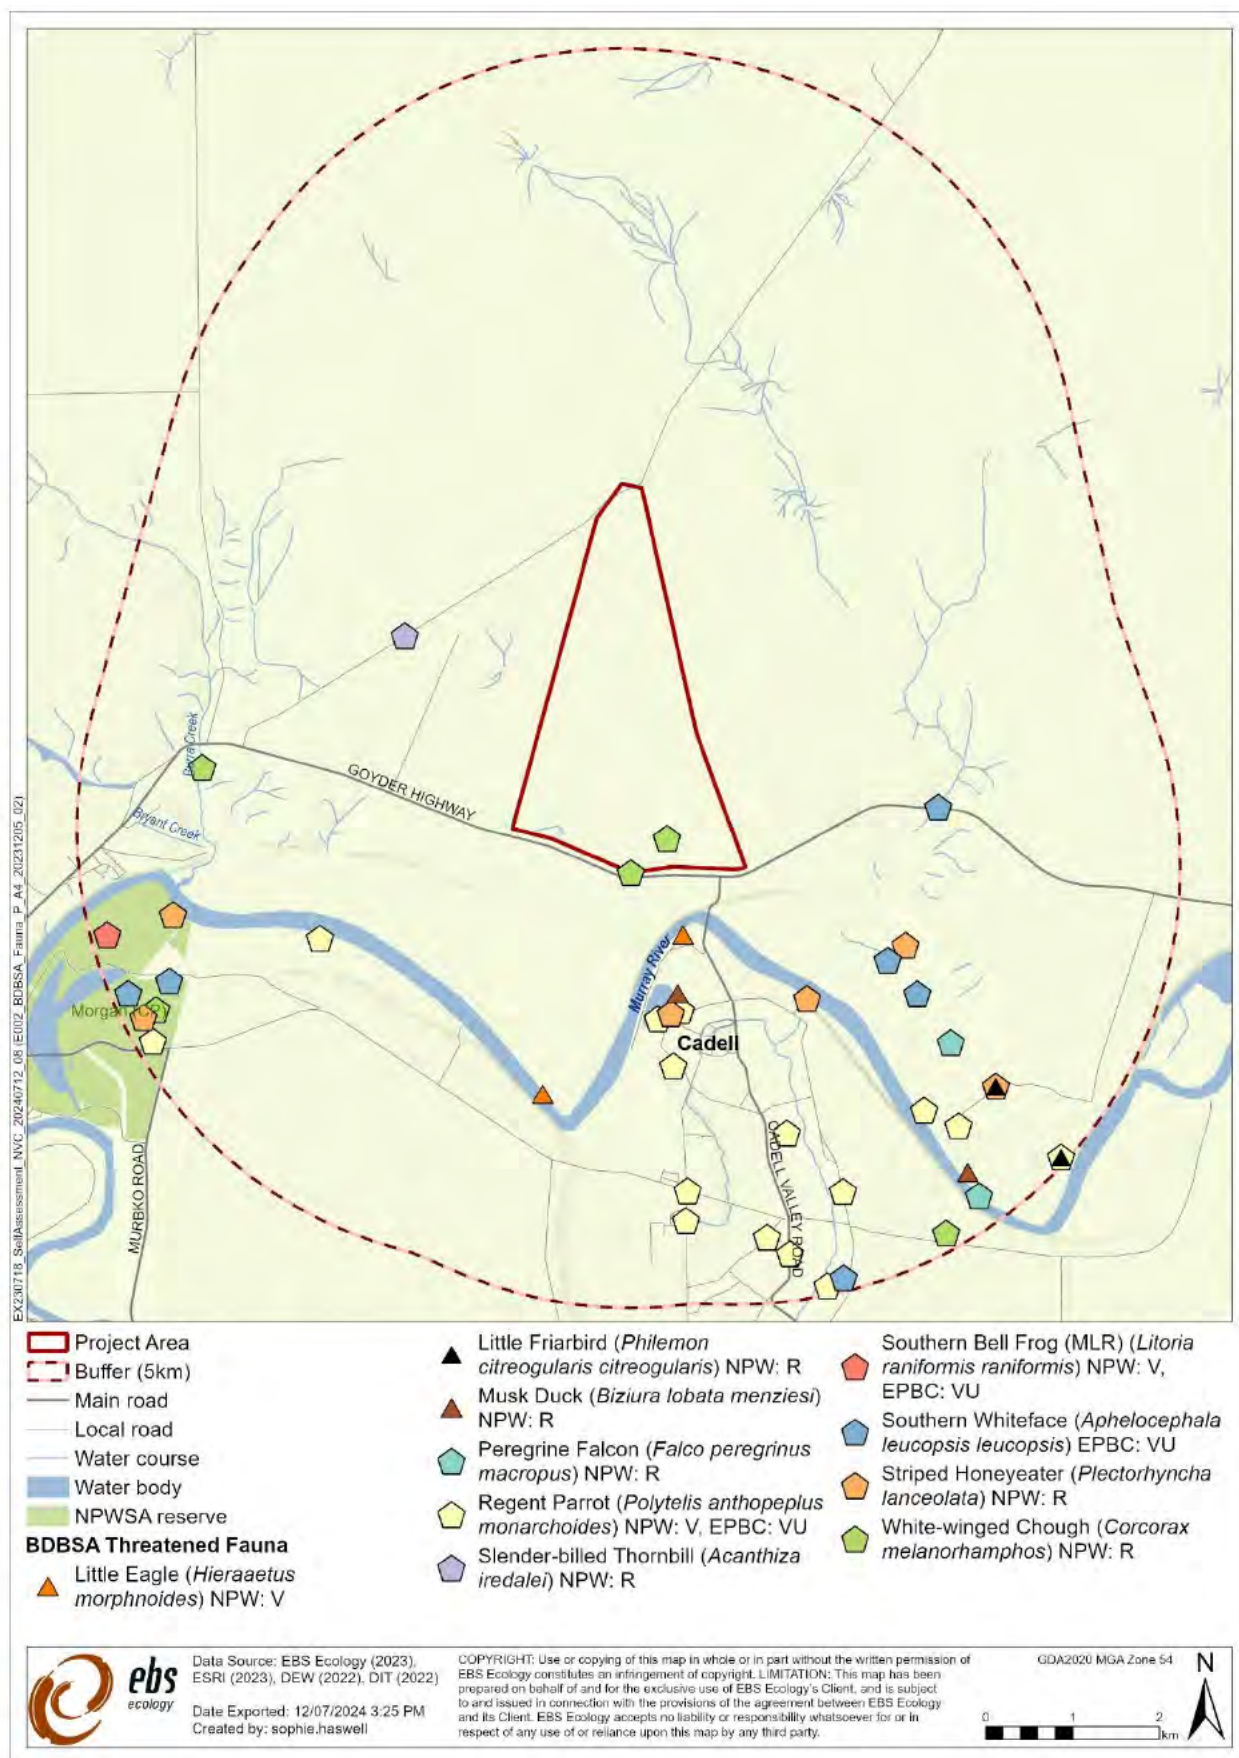 Burra Creek
GOYDER HIGHWAY
Bryant Creek
Murray River
Morgan (CP)
Cadell
CADELL VALLEY ROAD
MURBKO ROAD
EX230718_SelfAssessment_NVC_20240712_08 (E002_BDBSA_Fauna_P_A4_20231205_02)
Project Area
Buffer (5km)
Main road
Local road
Water course
Water body
NPWSA reserve
BDBSA Threatened Fauna
Little Eagle (Hieraaetus
morphnoides) NPW: V
Little Friarbird (Philemon
citreogularis citreogularis) NPW: R
Musk Duck (Biziura lobata menziesi)
NPW: R
Peregrine Falcon (Falco peregrinus
macropus) NPW: R
Regent Parrot (Polytelis anthopeplus
monarchoides) NPW: V, EPBC: VU
Slender-billed Thornbill (Acanthiza
iredalei) NPW: R
Southern Bell Frog (MLR) (Litoria
raniformis raniformis) NPW: V,
EPBC: VU
Southern Whiteface (Aphelocephala
leucopsis leucopsis) EPBC: VU
Striped Honeyeater (Plectorhyncha
lanceolata) NPW: R
White-winged Chough (Corcorax
melanorhamphos) NPW: R
ebs
ecology
Data Source: EBS Ecology (2023),
ESRI (2023), DEW (2022), DIT (2022)
Date Exported: 12/07/2024 3:25 PM
Created by: sophie.haswell
COPYRIGHT: Use or copying of this map in whole or in part without the written permission of
EBS Ecology constitutes an infringement of copyright. LIMITATION: This map has been
prepared on behalf of and for the exclusive use of EBS Ecology's Client, and is subject
to and issued in connection with the provisions of the agreement between EBS Ecology
and its Client. EBS Ecology accepts no liability or responsibility whatsoever for or in
respect of any use of or reliance upon this map by any third party.
GDA2020 MGA Zone 54
N
0 1 2
km